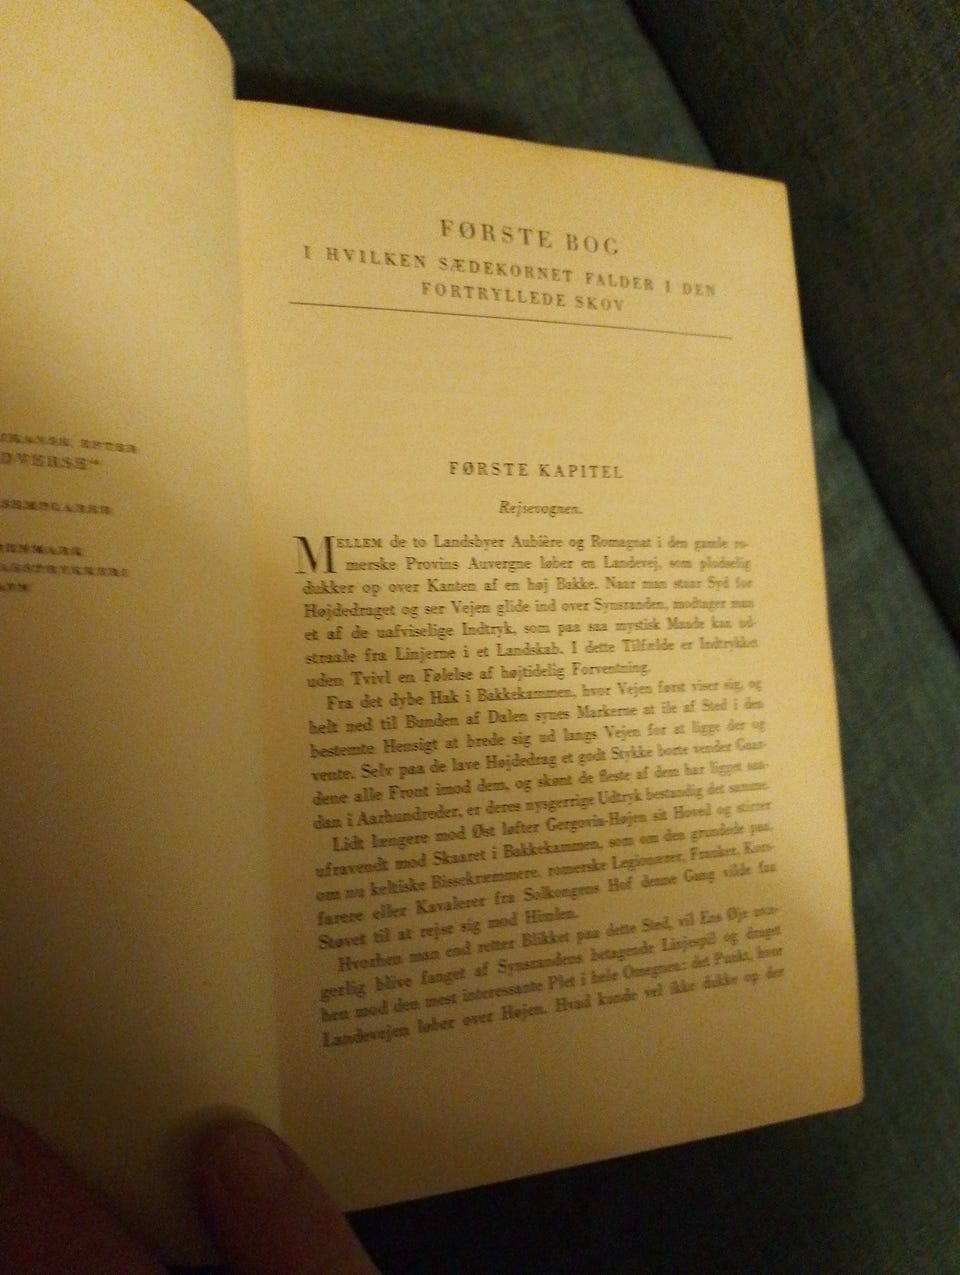 DVERSE"
FØRSTE BOG
I HVILKEN SÆDEKORNET FALDER I DEN
FORTRYLLEDE SKOV
FØRSTE KAPITEL
Rejsevognen.
MELLEM de to Landsbyer Aubière og Romagnat i den gamle ro-
merske Provins Auvergne løber en Landevej, som pludselig
dukker op over Kanten af en høj Bakke. Naar man staar Syd for
Højdedraget og ser Vejen glide ind over Synsranden, modtager man
et af de uafviselige Indtryk, som paa saa mystisk Maade kan ud-
straale fra Linjerne i et Landskab. I dette Tilfælde er Indtrykket
uden Tvivl en Følelse af højtidelig Forventning.
Fra det dybe Hak i Bakkekammen, hvor Vejen først viser sig, og
helt ned til Bunden af Dalen synes Markerne at ile af Sted i den
bestemte Hensigt at brede sig ud langs Vejen for at ligge der og
vente. Selv paa de lave Højdedrag et godt Stykke borte vender Gaar-
dene alle Front imod dem, og skønt de fleste af dem har ligget saa-
dan i Aarhundreder, er deres nysgerrige Udtryk bestandig det samme.
Lidt længere mod Øst løfter Gergovia-Højen sit Hoved og stirrer
ufravendt mod Skaaret i Bakkekammen, som om den grundede paa,
om nu keltiske Bissekræmmere, romerske Legionærer, Franker, Kors-
farere eller Kavalerer fra Solkongens Hof denne Gang vilde faa
Støvet til at rejse sig mod Himlen.
Hvorhen man end retter Blikket paa dette Sted, vil Ens Øje uvæ-
gerlig blive fanget af Synsrandens betagende Linjespil og draget
hen mod den mest interessante Plet i hele Omegnen: det Punkt, hvor
Landevejen løber over Højen. Hvad kunde vel ikke dukke op der